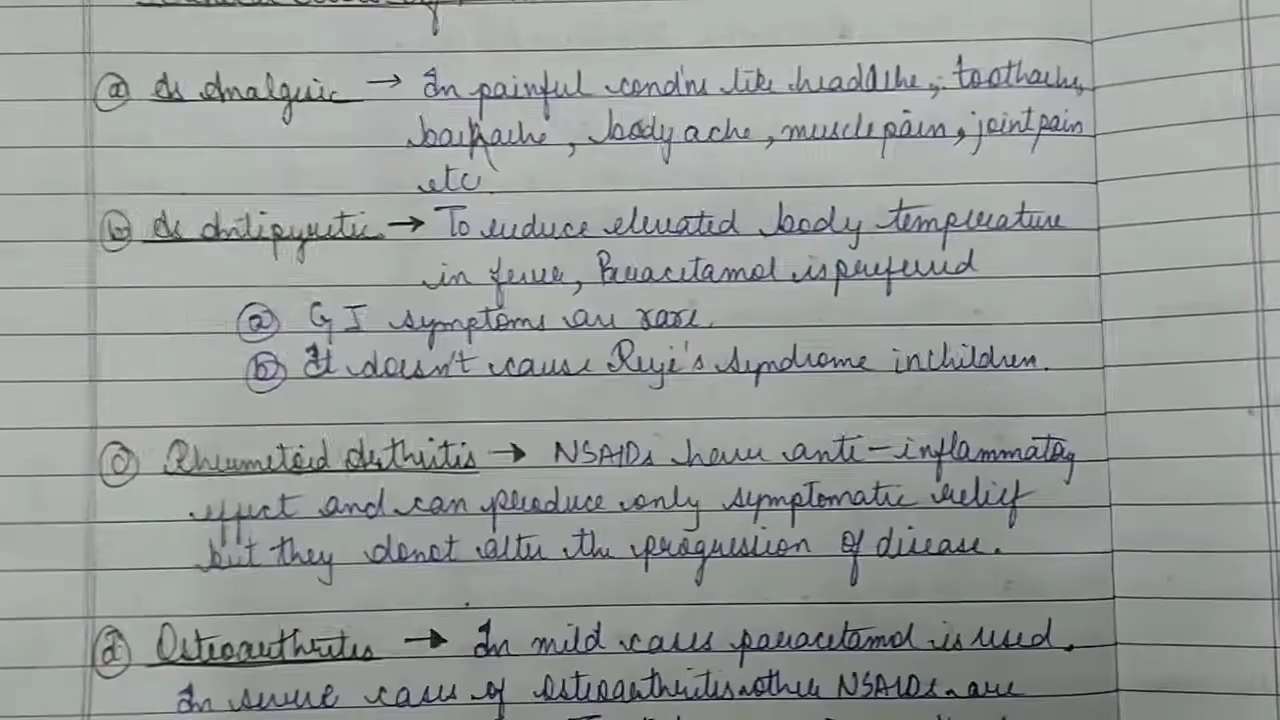 ⓐ As Analgesic → In painful condns like headache, toothache,
backache, body ache, muscle pain, joint pain
etc
ⓑ As Antipyretic → To reduce elevated body temperature
in fever, Paracetamol is preferred
ⓐ G I symptoms are rare.
ⓑ It doesn't cause Reye's syndrome in children.
ⓒ Rheumetoid Arthritis → NSAIDs have anti-inflammatory
effect and can produce only symptomatic relief
but they donot alter the progression of disease.
ⓓ Osteoarthritis → In mild cases paracetamol is used.
In severe cases of osteoarthritis other NSAIDs are